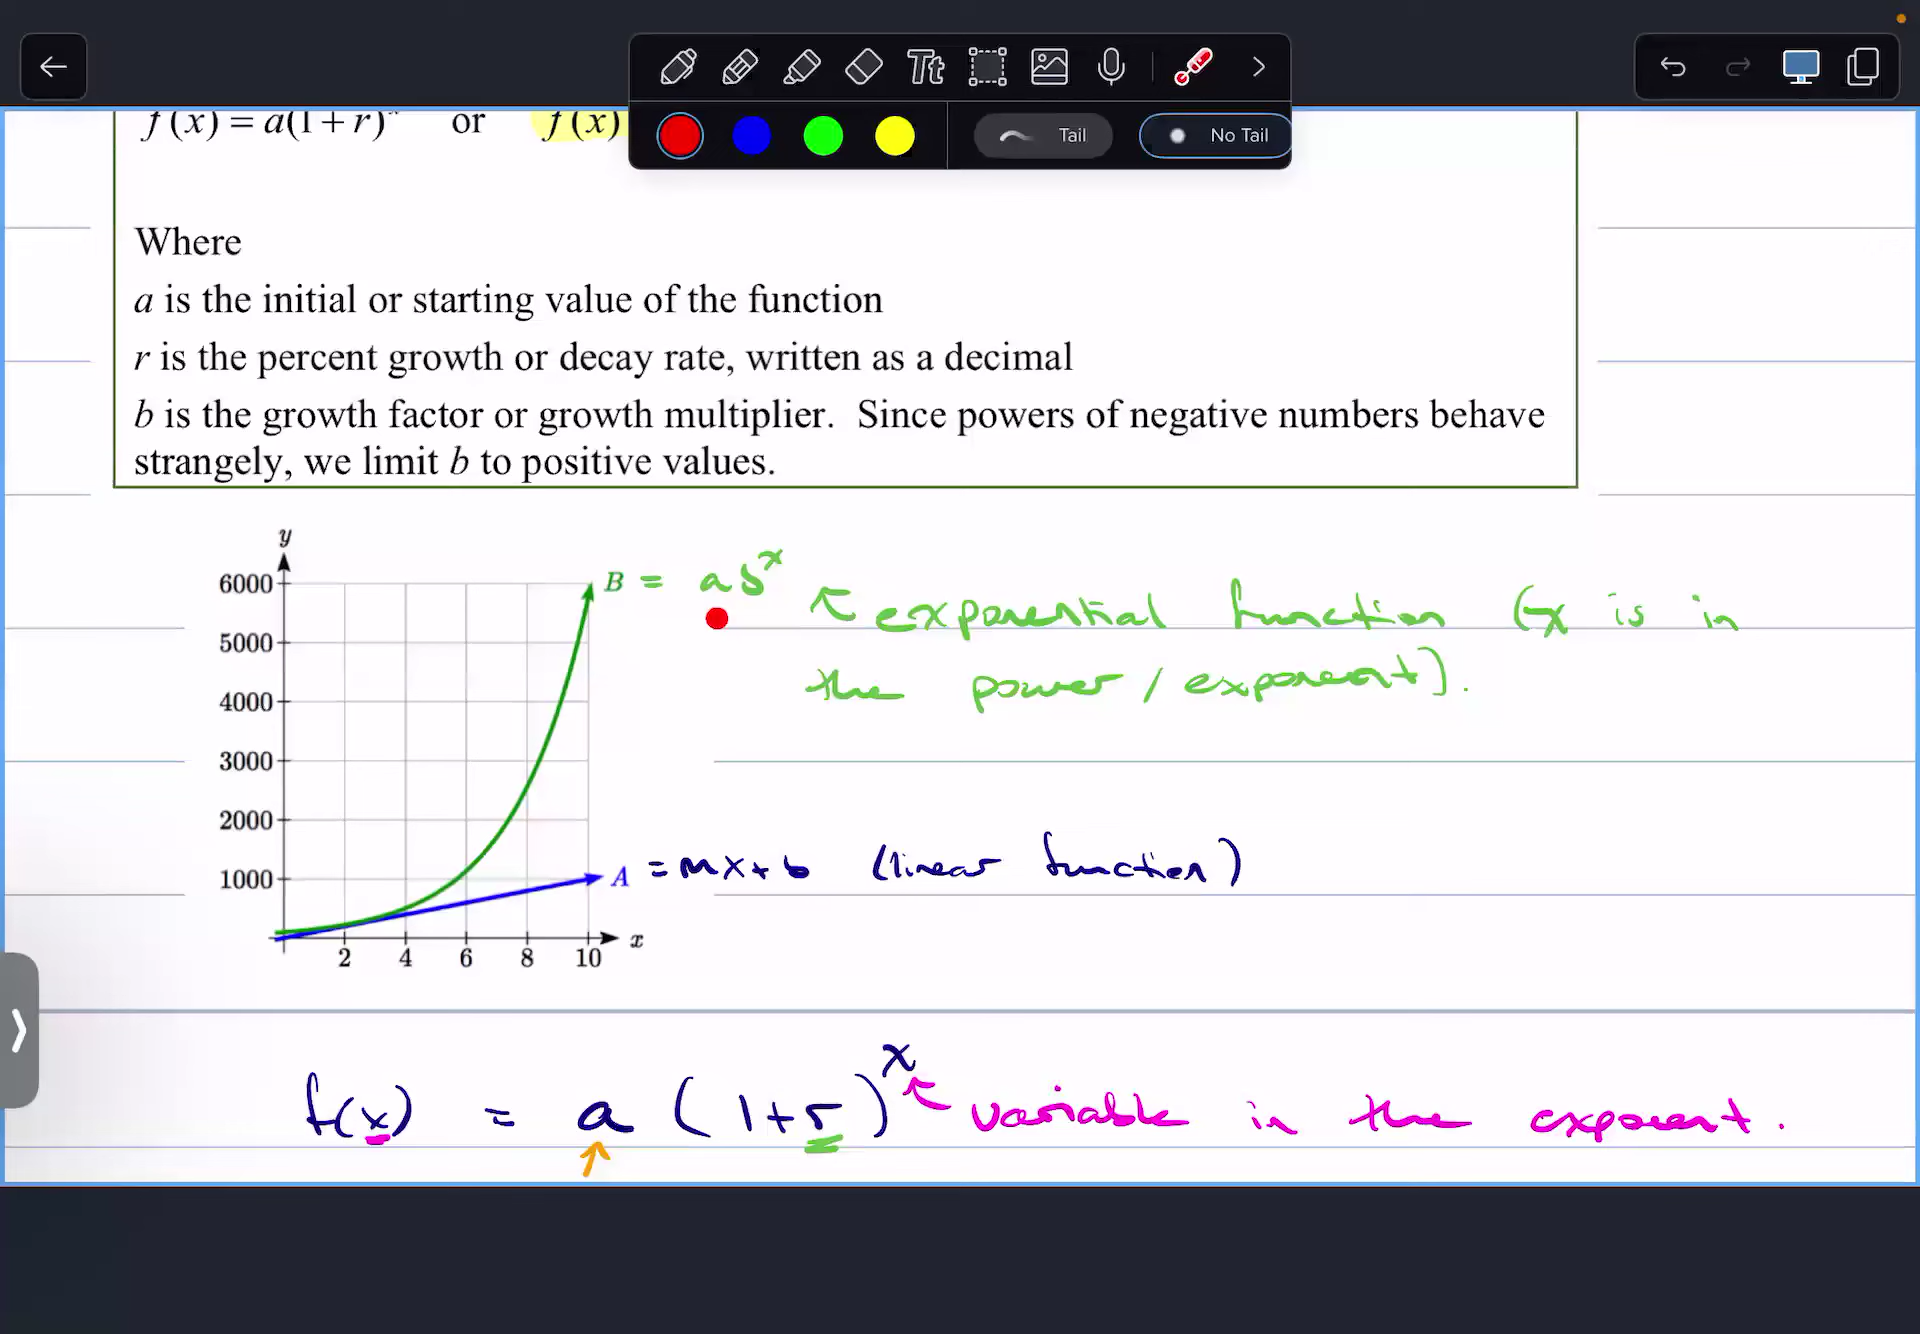 Tt
Tail
No Tail
f(x) = a(1 + r)ˣ or f(x)
Where
a is the initial or starting value of the function
r is the percent growth or decay rate, written as a decimal
b is the growth factor or growth multiplier. Since powers of negative numbers behave
strangely, we limit b to positive values.
y
6000
5000
4000
3000
2000
1000
2 4 6 8 10 x
B = abˣ
exponential function (x is in
the power / exponent).
A = mx + b (linear function)
f(x) = a (1+r)ˣ variable in the exponent.